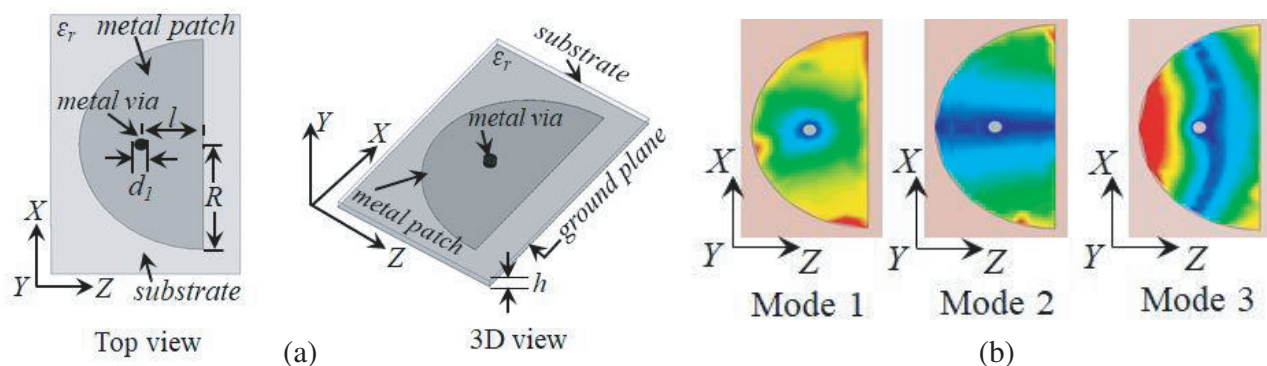 εr metal patch
metal via
l
d1
R
X
Y
Z
substrate
Top view
(a)
substrate
εr
metal via
Y
X
Z
metal patch
ground plane
h
3D view
X
Y
Z
Mode 1
X
Y
Z
Mode 2
X
Y
Z
Mode 3
(b)